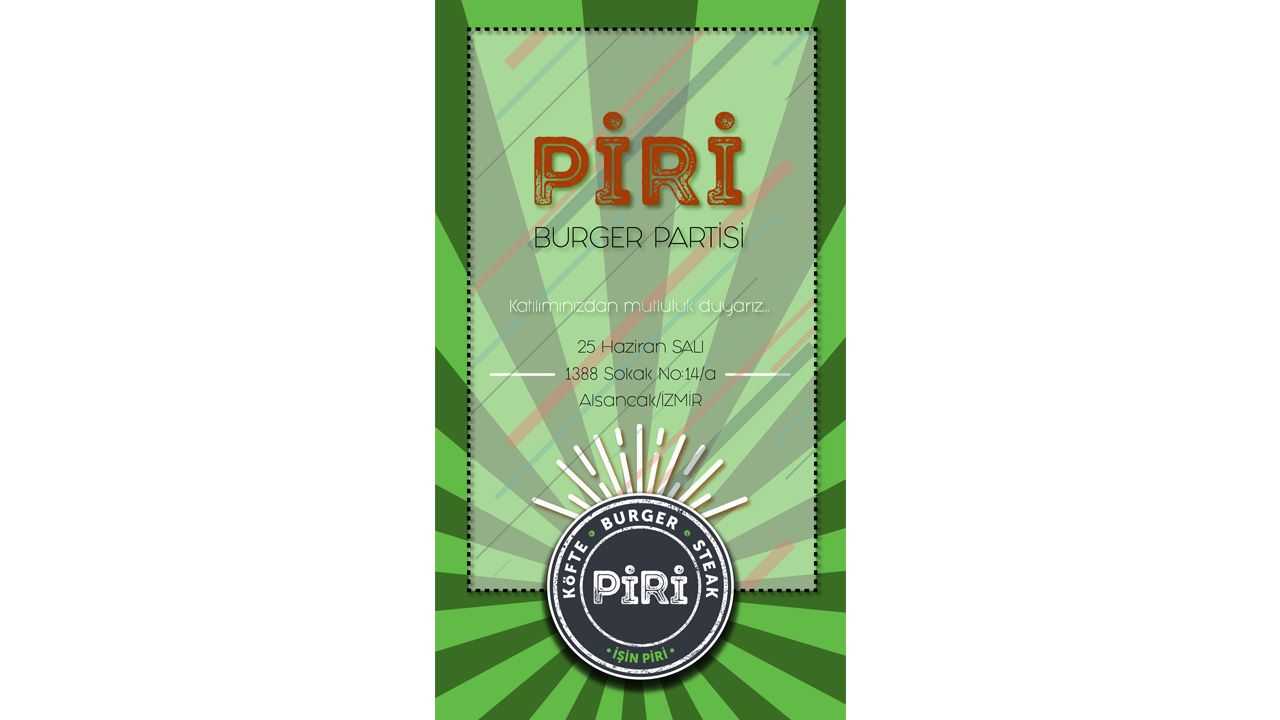 PİRİ
BURGER PARTİSİ
Katılımınızdan mutluluk duyarız...
25 Haziran SALI
1388 Sokak No:14/a
Alsancak/İZMİR
KÖFTE • BURGER • STEAK
PİRİ
• İŞİN PİRİ •